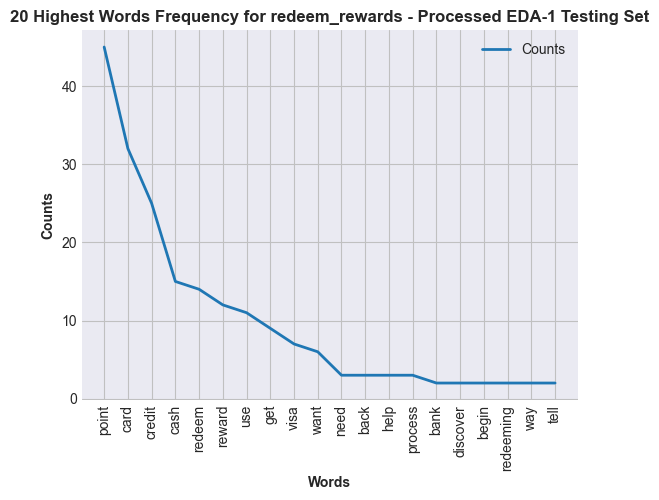 20 Highest Words Frequency for redeem_rewards - Processed EDA-1 Testing Set
Counts
40
30
20
10
0
Counts
point
card
credit
cash
redeem
reward
use
get
visa
want
need
back
help
process
bank
discover
begin
redeeming
way
tell
Words